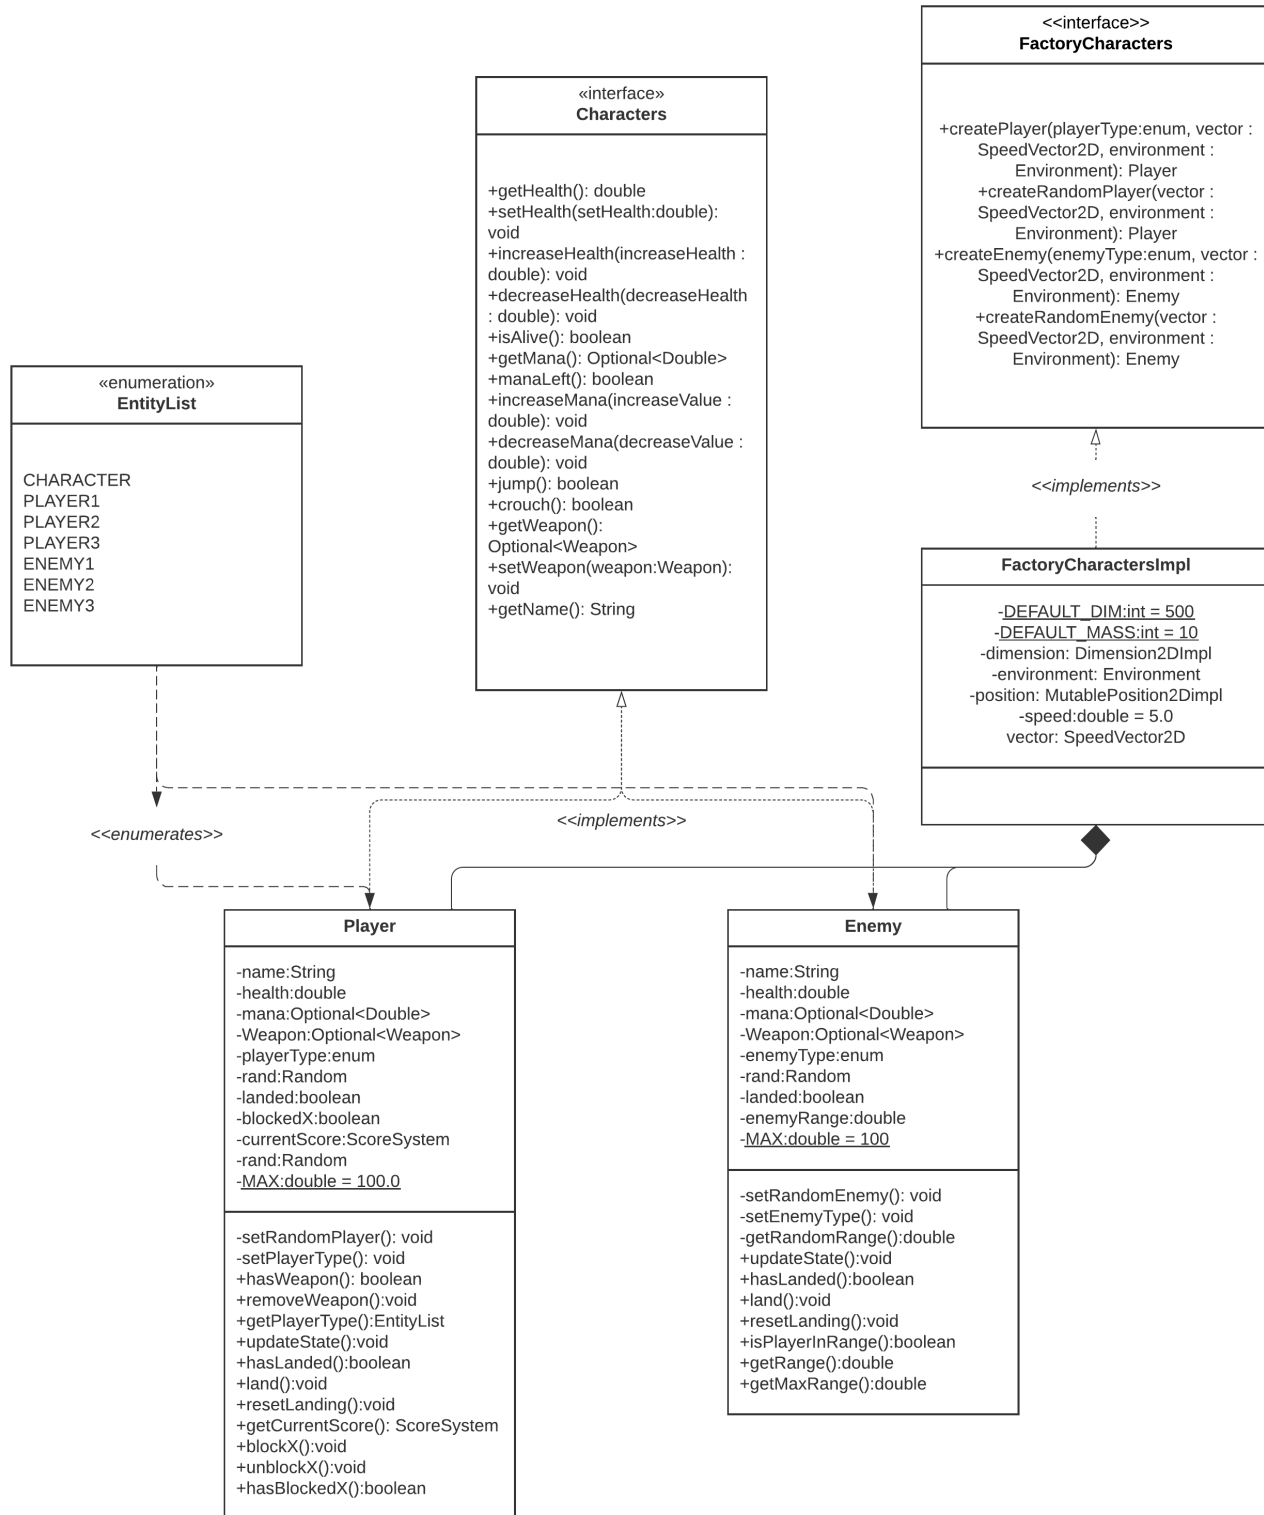 <<interface>>
FactoryCharacters
+createPlayer(playerType:enum, vector :
SpeedVector2D, environment :
Environment): Player
+createRandomPlayer(vector :
SpeedVector2D, environment :
Environment): Player
+createEnemy(enemyType:enum, vector :
SpeedVector2D, environment :
Environment): Enemy
+createRandomEnemy(vector :
SpeedVector2D, environment :
Environment): Enemy
«interface»
Characters
+getHealth(): double
+setHealth(setHealth:double):
void
+increaseHealth(increaseHealth :
double): void
+decreaseHealth(decreaseHealth
: double): void
+isAlive(): boolean
+getMana(): Optional<Double>
+manaLeft(): boolean
+increaseMana(increaseValue :
double): void
+decreaseMana(decreaseValue :
double): void
+jump(): boolean
+crouch(): boolean
+getWeapon():
Optional<Weapon>
+setWeapon(weapon:Weapon):
void
+getName(): String
«enumeration»
EntityList
CHARACTER
PLAYER1
PLAYER2
PLAYER3
ENEMY1
ENEMY2
ENEMY3
<<implements>>
FactoryCharactersImpl
-DEFAULT_DIM:int = 500
-DEFAULT_MASS:int = 10
-dimension: Dimension2DImpl
-environment: Environment
-position: MutablePosition2Dimpl
-speed:double = 5.0
vector: SpeedVector2D
<<enumerates>>
<<implements>>
Player
-name:String
-health:double
-mana:Optional<Double>
-Weapon:Optional<Weapon>
-playerType:enum
-rand:Random
-landed:boolean
-blockedX:boolean
-currentScore:ScoreSystem
-rand:Random
-MAX:double = 100.0
-setRandomPlayer(): void
-setPlayerType(): void
+hasWeapon(): boolean
+removeWeapon():void
+getPlayerType():EntityList
+updateState():void
+hasLanded():boolean
+land():void
+resetLanding():void
+getCurrentScore(): ScoreSystem
+blockX():void
+unblockX():void
+hasBlockedX():boolean
Enemy
-name:String
-health:double
-mana:Optional<Double>
-Weapon:Optional<Weapon>
-enemyType:enum
-rand:Random
-landed:boolean
-enemyRange:double
-MAX:double = 100
-setRandomEnemy(): void
-setEnemyType(): void
-getRandomRange():double
+updateState():void
+hasLanded():boolean
+land():void
+resetLanding():void
+isPlayerInRange():boolean
+getRange():double
+getMaxRange():double